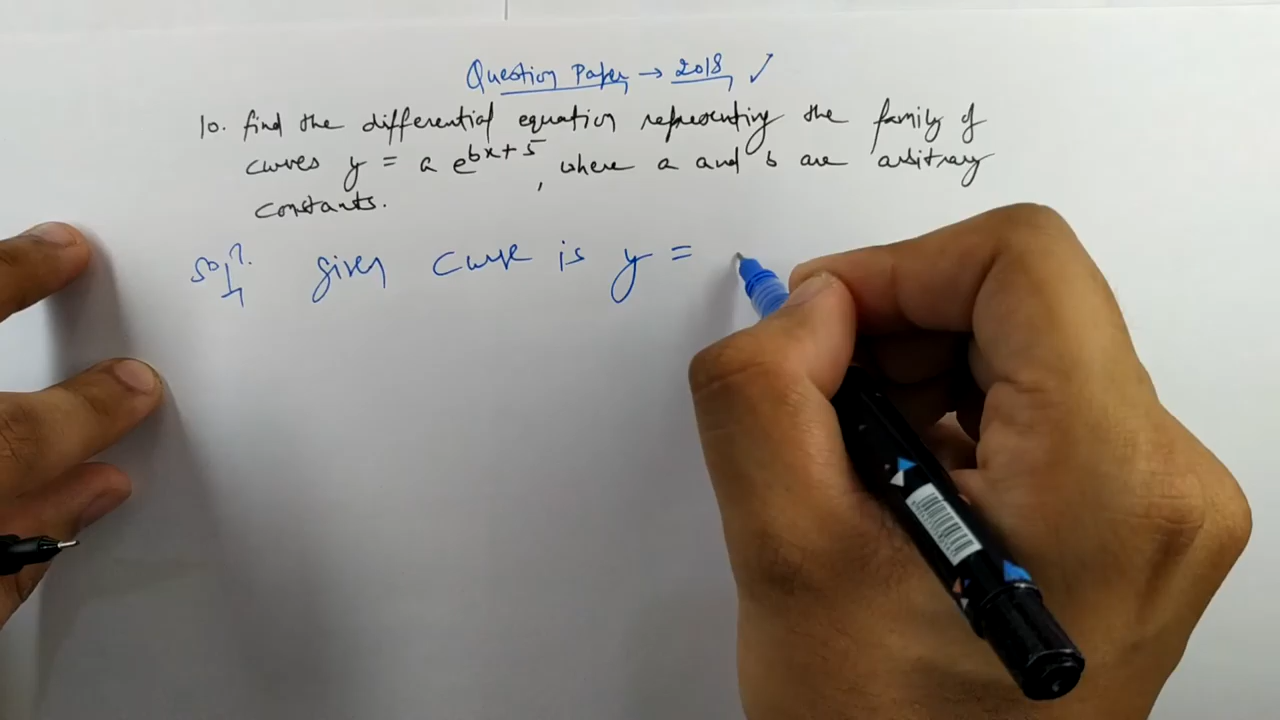 Question Paper → 2018 ✓
10. find the differential equation representing the family of
curves y = a e^{bx+5}, where a and b are arbitrary
constants.
Solⁿ. given curve is y =